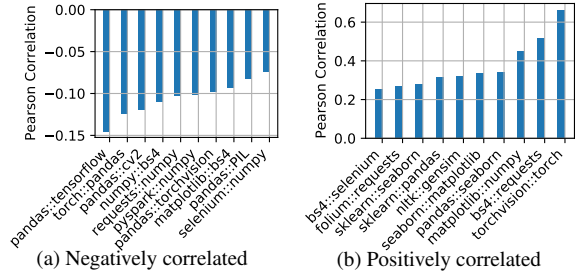 Pearson Correlation
0.00
−0.05
−0.10
−0.15
pandas::tensorflow
torch::pandas
pandas::cv2
numpy::bs4
requests::numpy
pyspark::numpy
pandas::torchvision
matplotlib::bs4
pandas::PIL
selenium::numpy
(a) Negatively correlated
Pearson Correlation
0.6
0.4
0.2
0.0
bs4::selenium
folium::requests
sklearn::seaborn
sklearn::pandas
nltk::gensim
seaborn::matplotlib
pandas::seaborn
matplotlib::numpy
bs4::requests
torchvision::torch
(b) Positively correlated